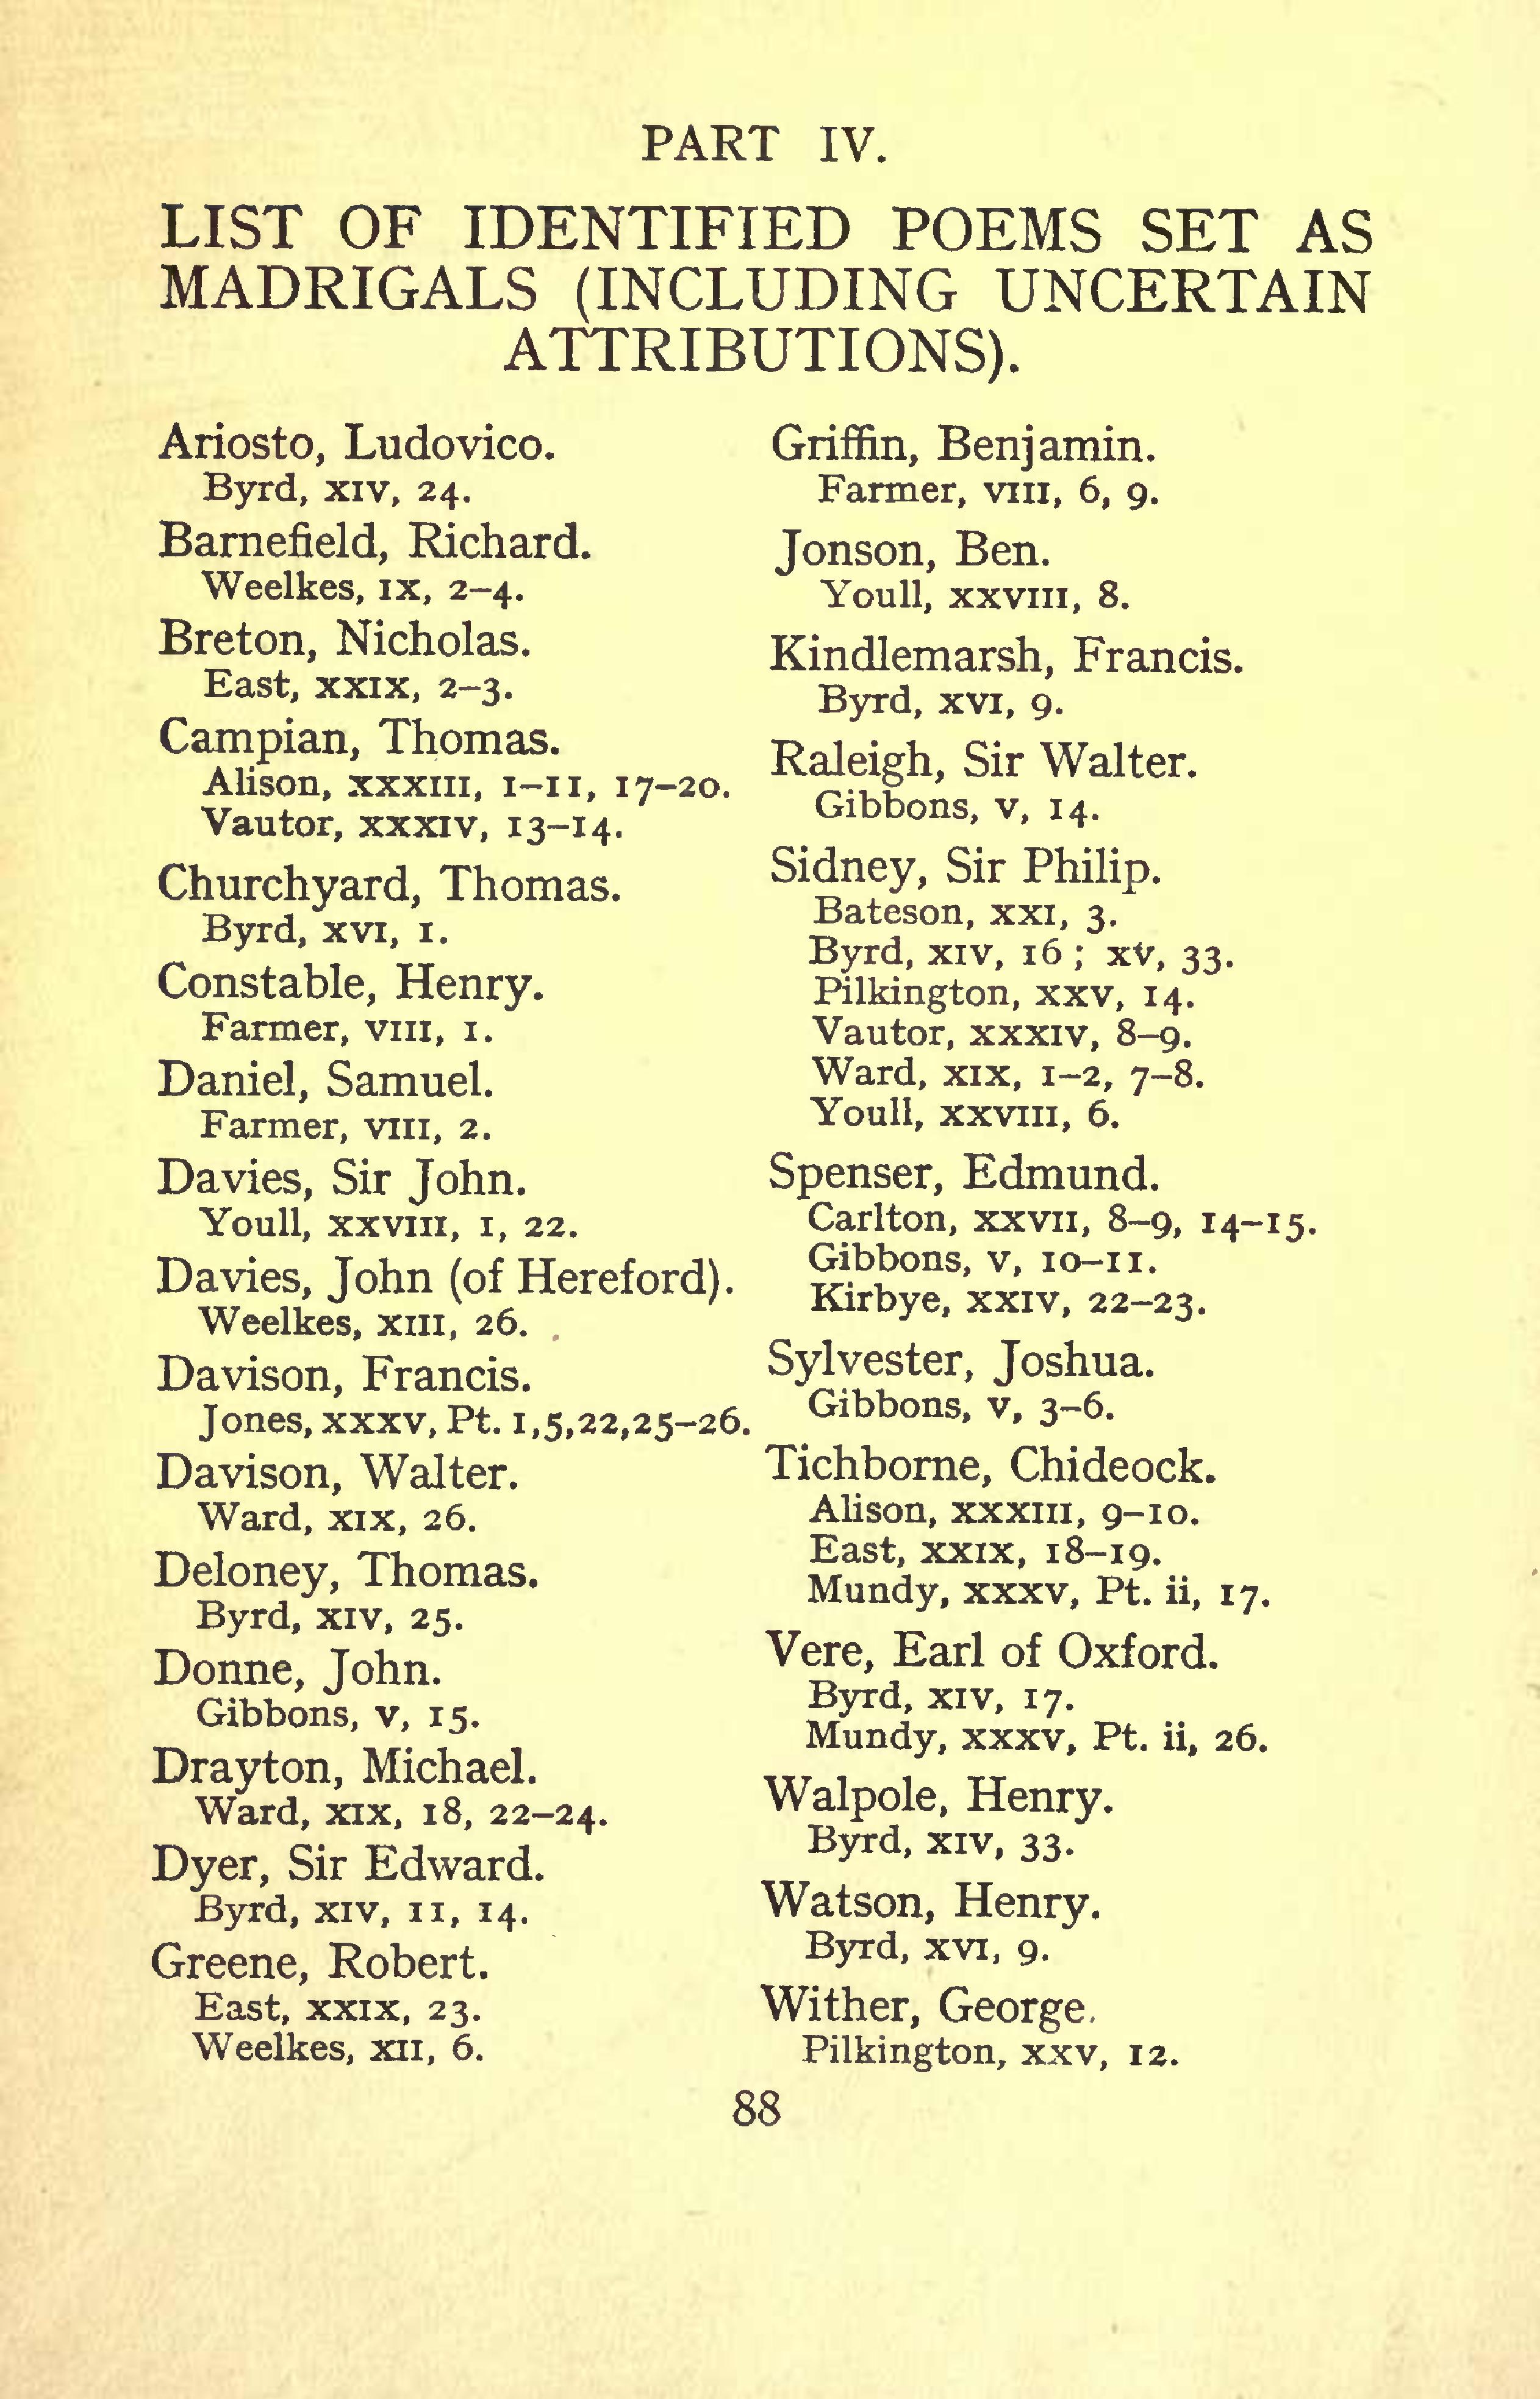 PART IV.
LIST OF IDENTIFIED POEMS SET AS
MADRIGALS (INCLUDING UNCERTAIN
ATTRIBUTIONS).
Ariosto, Ludovico.
Byrd, XIV, 24.
Barnefield, Richard.
Weelkes, IX, 2–4.
Breton, Nicholas.
East, XXIX, 2–3.
Campian, Thomas.
Alison, XXXIII, 1–11, 17–20.
Vautor, XXXIV, 13–14.
Churchyard, Thomas.
Byrd, XVI, 1.
Constable, Henry.
Farmer, VIII, 1.
Daniel, Samuel.
Farmer, VIII, 2.
Davies, Sir John.
Youll, XXVIII, 1, 22.
Davies, John (of Hereford).
Weelkes, XIII, 26.
Davison, Francis.
Jones, XXXV, Pt. 1,5,22,25–26.
Davison, Walter.
Ward, XIX, 26.
Deloney, Thomas.
Byrd, XIV, 25.
Donne, John.
Gibbons, V, 15.
Drayton, Michael.
Ward, XIX, 18, 22–24.
Dyer, Sir Edward.
Byrd, XIV, 11, 14.
Greene, Robert.
East, XXIX, 23.
Weelkes, XII, 6.
Griffin, Benjamin.
Farmer, VIII, 6, 9.
Jonson, Ben.
Youll, XXVIII, 8.
Kindlemarsh, Francis.
Byrd, XVI, 9.
Raleigh, Sir Walter.
Gibbons, V, 14.
Sidney, Sir Philip.
Bateson, XXI, 3.
Byrd, XIV, 16 ; XV, 33.
Pilkington, XXV, 14.
Vautor, XXXIV, 8–9.
Ward, XIX, 1–2, 7–8.
Youll, XXVIII, 6.
Spenser, Edmund.
Carlton, XXVII, 8–9, 14–15.
Gibbons, V, 10–11.
Kirbye, XXIV, 22–23.
Sylvester, Joshua.
Gibbons, V, 3–6.
Tichborne, Chideock.
Alison, XXXIII, 9–10.
East, XXIX, 18–19.
Mundy, XXXV, Pt. ii, 17.
Vere, Earl of Oxford.
Byrd, XIV, 17.
Mundy, XXXV, Pt. ii, 26.
Walpole, Henry.
Byrd, XIV, 33.
Watson, Henry.
Byrd, XVI, 9.
Wither, George.
Pilkington, XXV, 12.
88